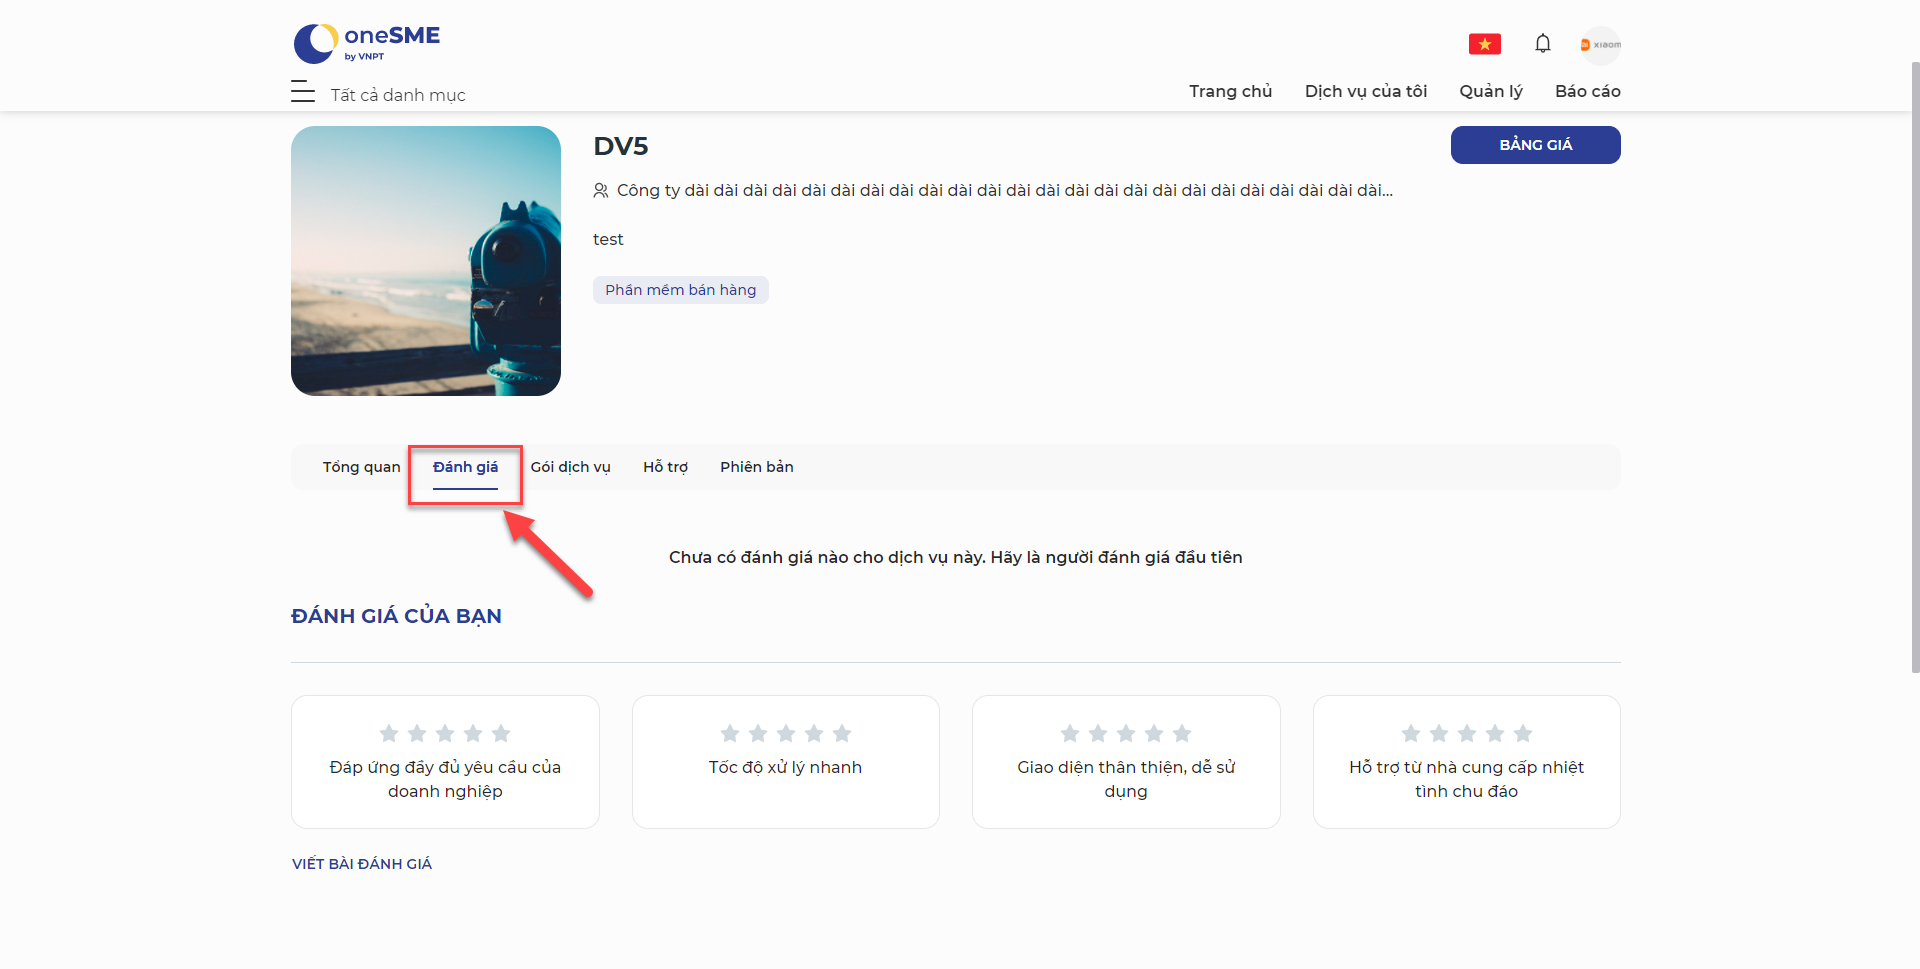 oneSME
by VNPT
xiaom
Tất cả danh mục
Trang chủ
Dịch vụ của tôi
Quản lý
Báo cáo
DV5
BẢNG GIÁ
Công ty dài dài dài dài dài dài dài dài dài dài dài dài dài dài dài dài dài dài dài dài dài dài dài dài...
test
Phần mềm bán hàng
Tổng quan
Đánh giá
Gói dịch vụ
Hỗ trợ
Phiên bản
Chưa có đánh giá nào cho dịch vụ này. Hãy là người đánh giá đầu tiên
ĐÁNH GIÁ CỦA BẠN
Đáp ứng đầy đủ yêu cầu của
doanh nghiệp
Tốc độ xử lý nhanh
Giao diện thân thiện, dễ sử
dụng
Hỗ trợ từ nhà cung cấp nhiệt
tình chu đáo
VIẾT BÀI ĐÁNH GIÁ